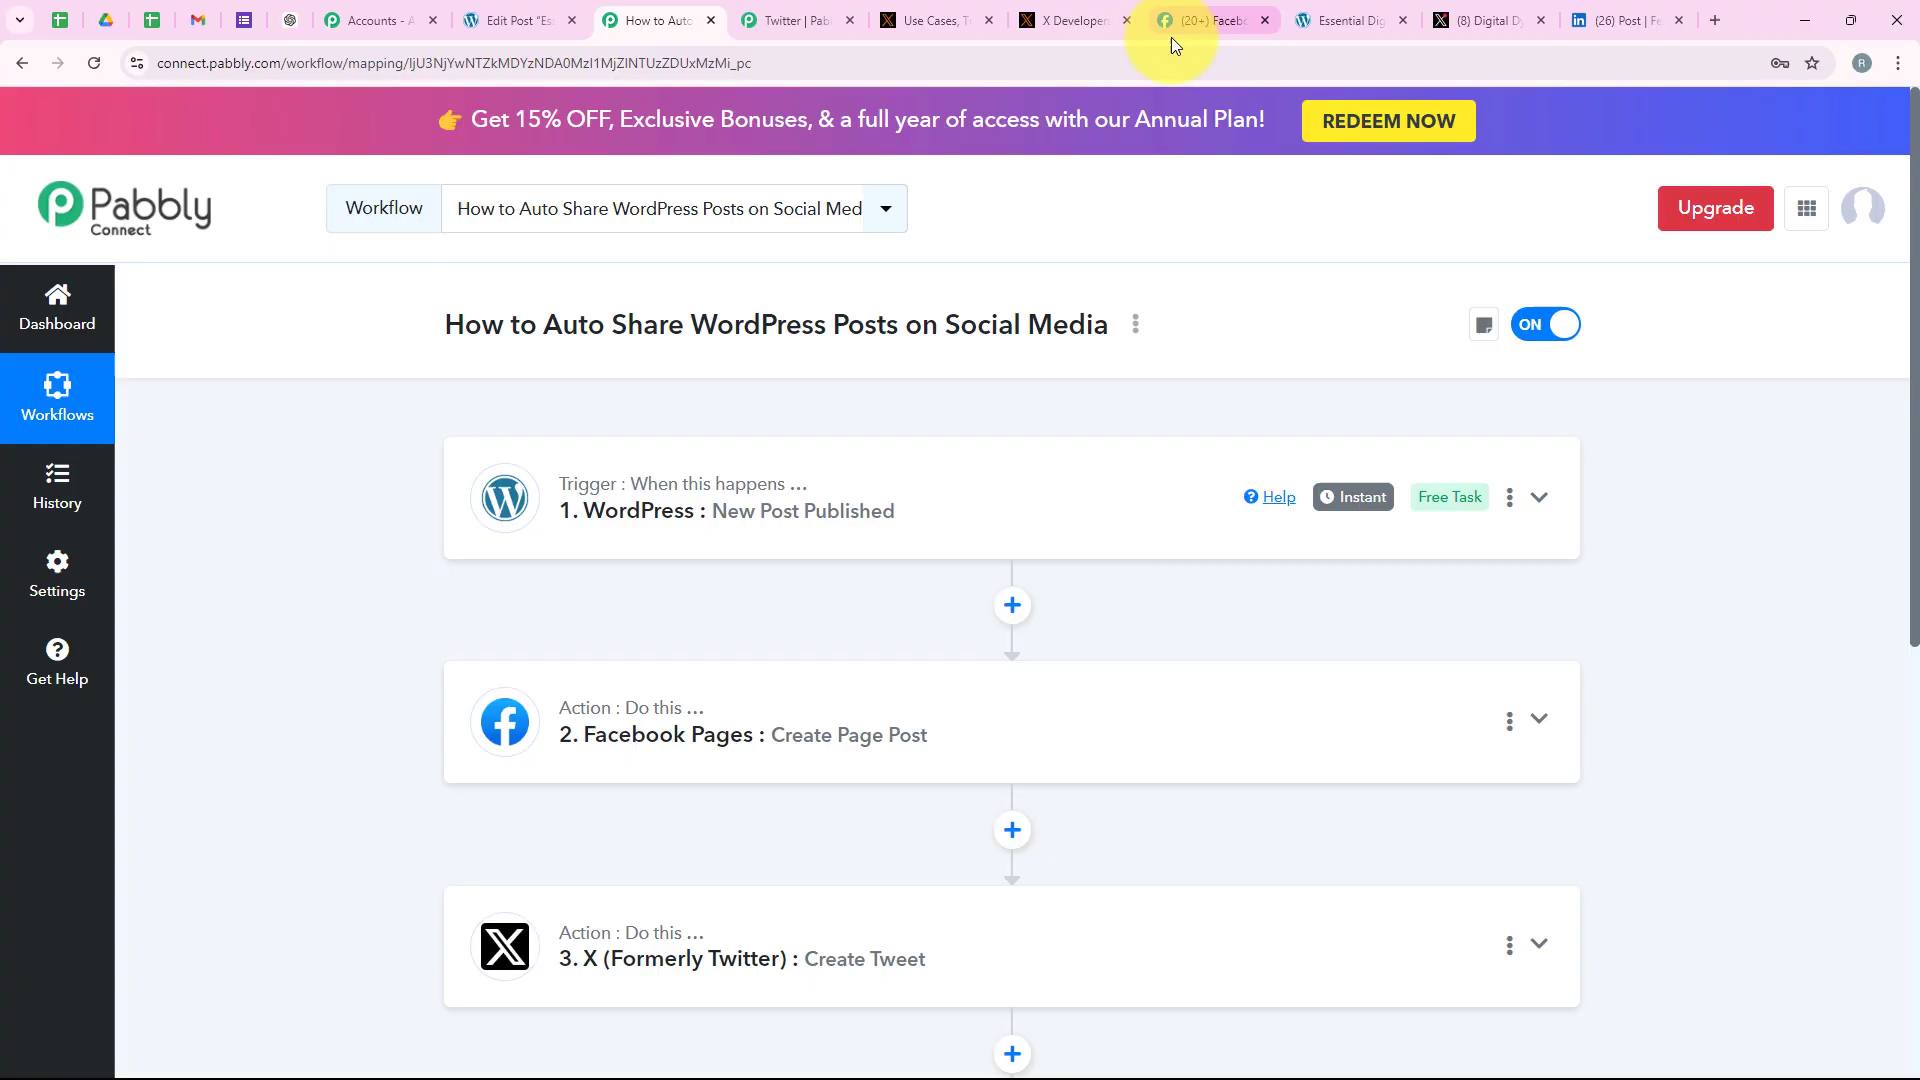 Accounts - A
Edit Post "Es
How to Auto
Twitter | Pab
Use Cases, T
X Developer
(20+) Facebo
Essential Dig
(8) Digital D
(26) Post | Fe
connect.pabbly.com/workflow/mapping/
R
Get 15% OFF, Exclusive Bonuses, & a full year of access with our Annual Plan!
REDEEM NOW
Pabbly
Connect
Workflow
How to Auto Share WordPress Posts on Social Med
Upgrade
Dashboard
Workflows
History
Settings
Get Help
How to Auto Share WordPress Posts on Social Media
ON
Trigger : When this happens ...
1. WordPress : New Post Published
Help
Instant
Free Task
Action : Do this ...
2. Facebook Pages : Create Page Post
Action : Do this ...
3. X (Formerly Twitter) : Create Tweet